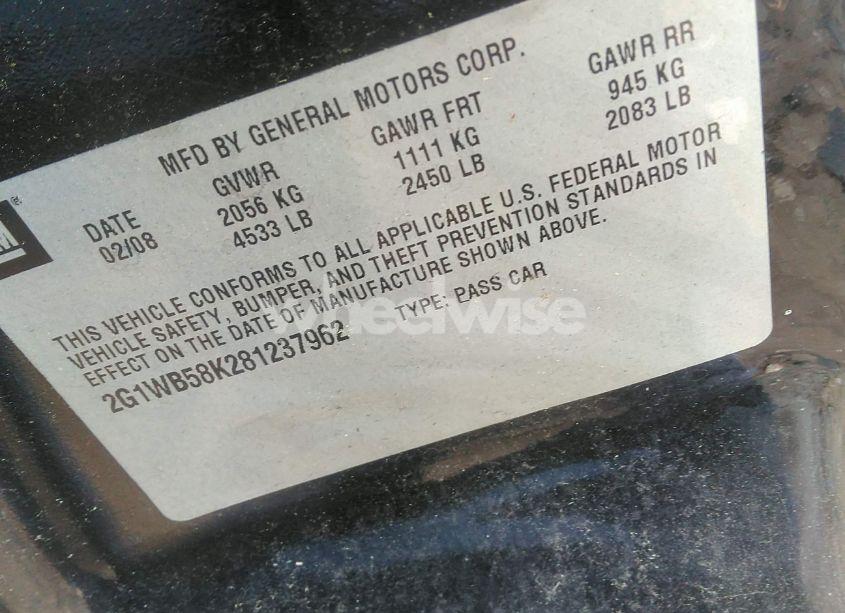 MFD BY GENERAL MOTORS CORP.
DATE GVWR GAWR FRT GAWR RR
02/08 2056 KG 1111 KG 945 KG
4533 LB 2450 LB 2083 LB
THIS VEHICLE CONFORMS TO ALL APPLICABLE U.S. FEDERAL MOTOR
VEHICLE SAFETY, BUMPER, AND THEFT PREVENTION STANDARDS IN
EFFECT ON THE DATE OF MANUFACTURE SHOWN ABOVE.
2G1WB58K281237962 TYPE: PASS CAR
wheelwise